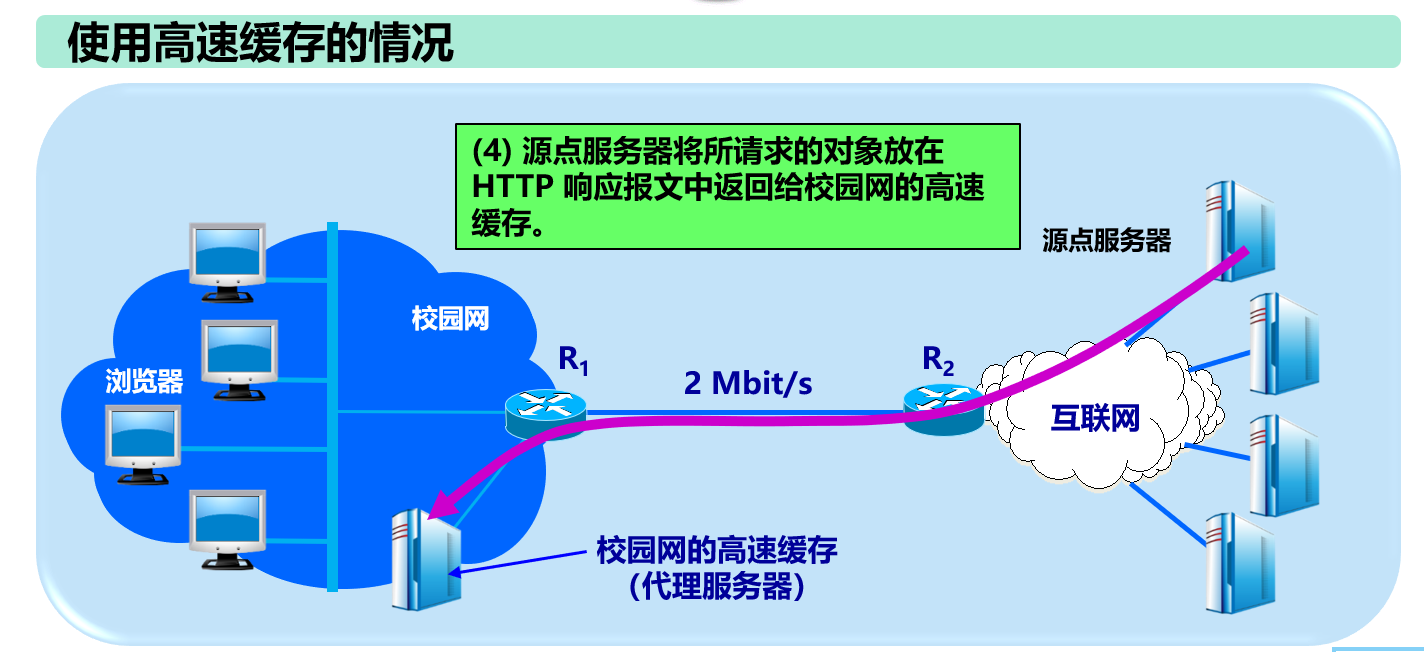 使用高速缓存的情况
(4) 源点服务器将所请求的对象放在
HTTP 响应报文中返回给校园网的高速
缓存。
源点服务器
校园网
浏览器
R1
2 Mbit/s
R2
互联网
校园网的高速缓存
（代理服务器）